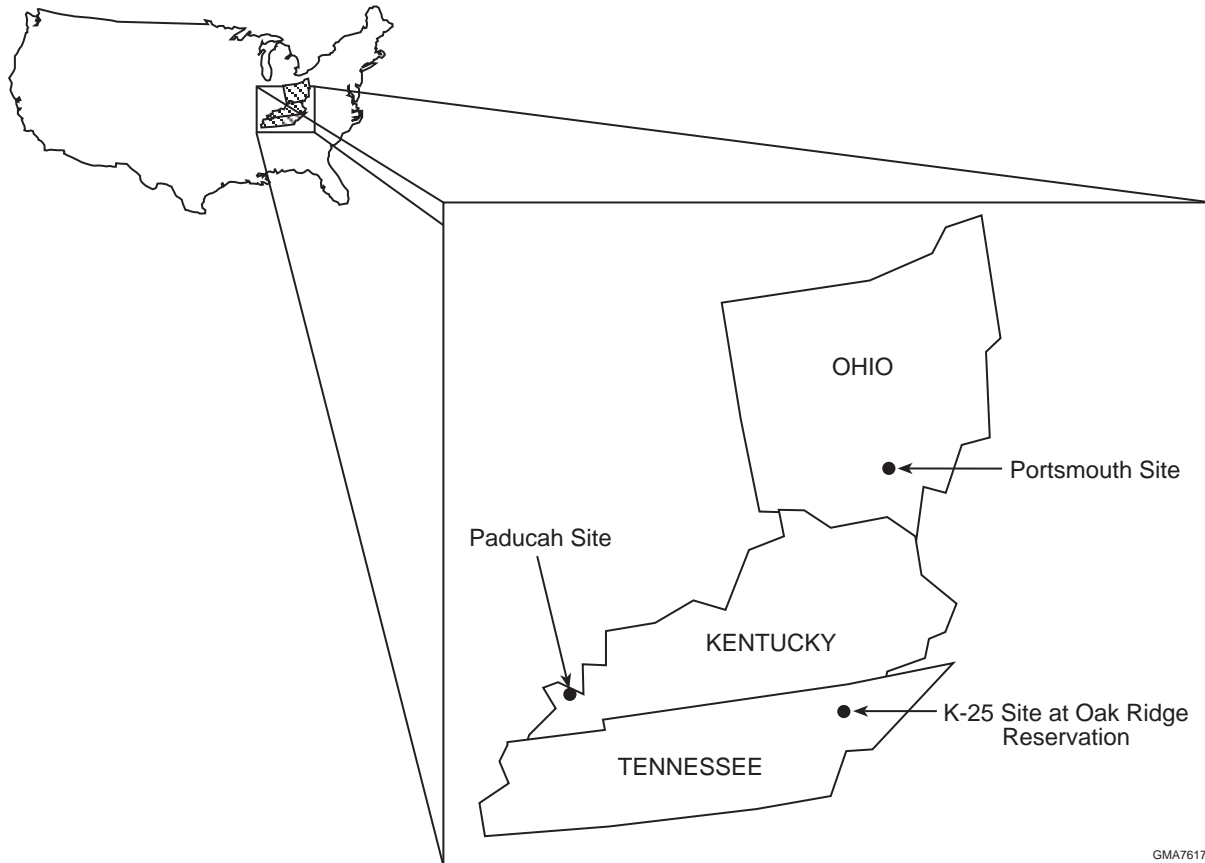 OHIO
Portsmouth Site
Paducah Site
KENTUCKY
K-25 Site at Oak Ridge
Reservation
TENNESSEE
GMA7617